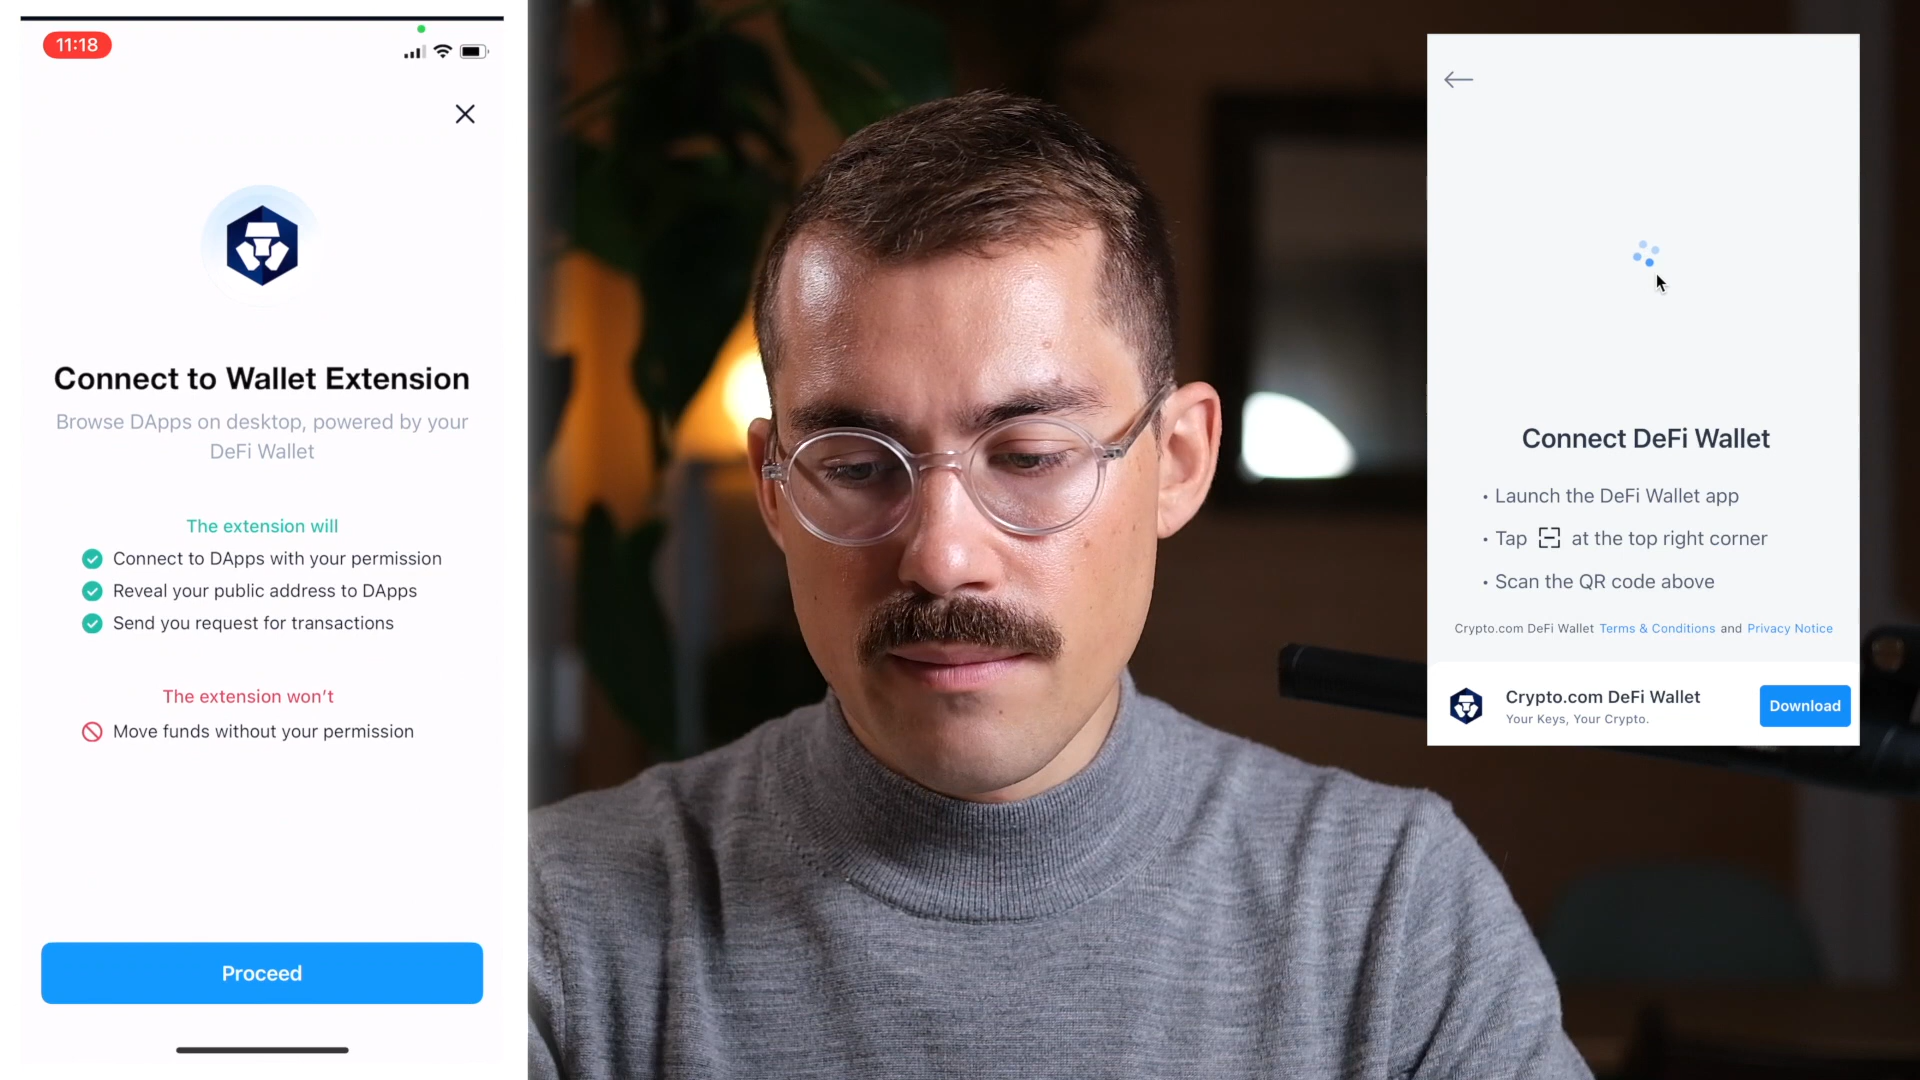 11:18
Connect to Wallet Extension
Browse DApps on desktop, powered by your
DeFi Wallet
The extension will
Connect to DApps with your permission
Reveal your public address to DApps
Send you request for transactions
The extension won't
Move funds without your permission
Proceed
Connect DeFi Wallet
• Launch the DeFi Wallet app
• Tap at the top right corner
• Scan the QR code above
Crypto.com DeFi Wallet Terms & Conditions and Privacy Notice
Crypto.com DeFi Wallet
Your Keys, Your Crypto.
Download